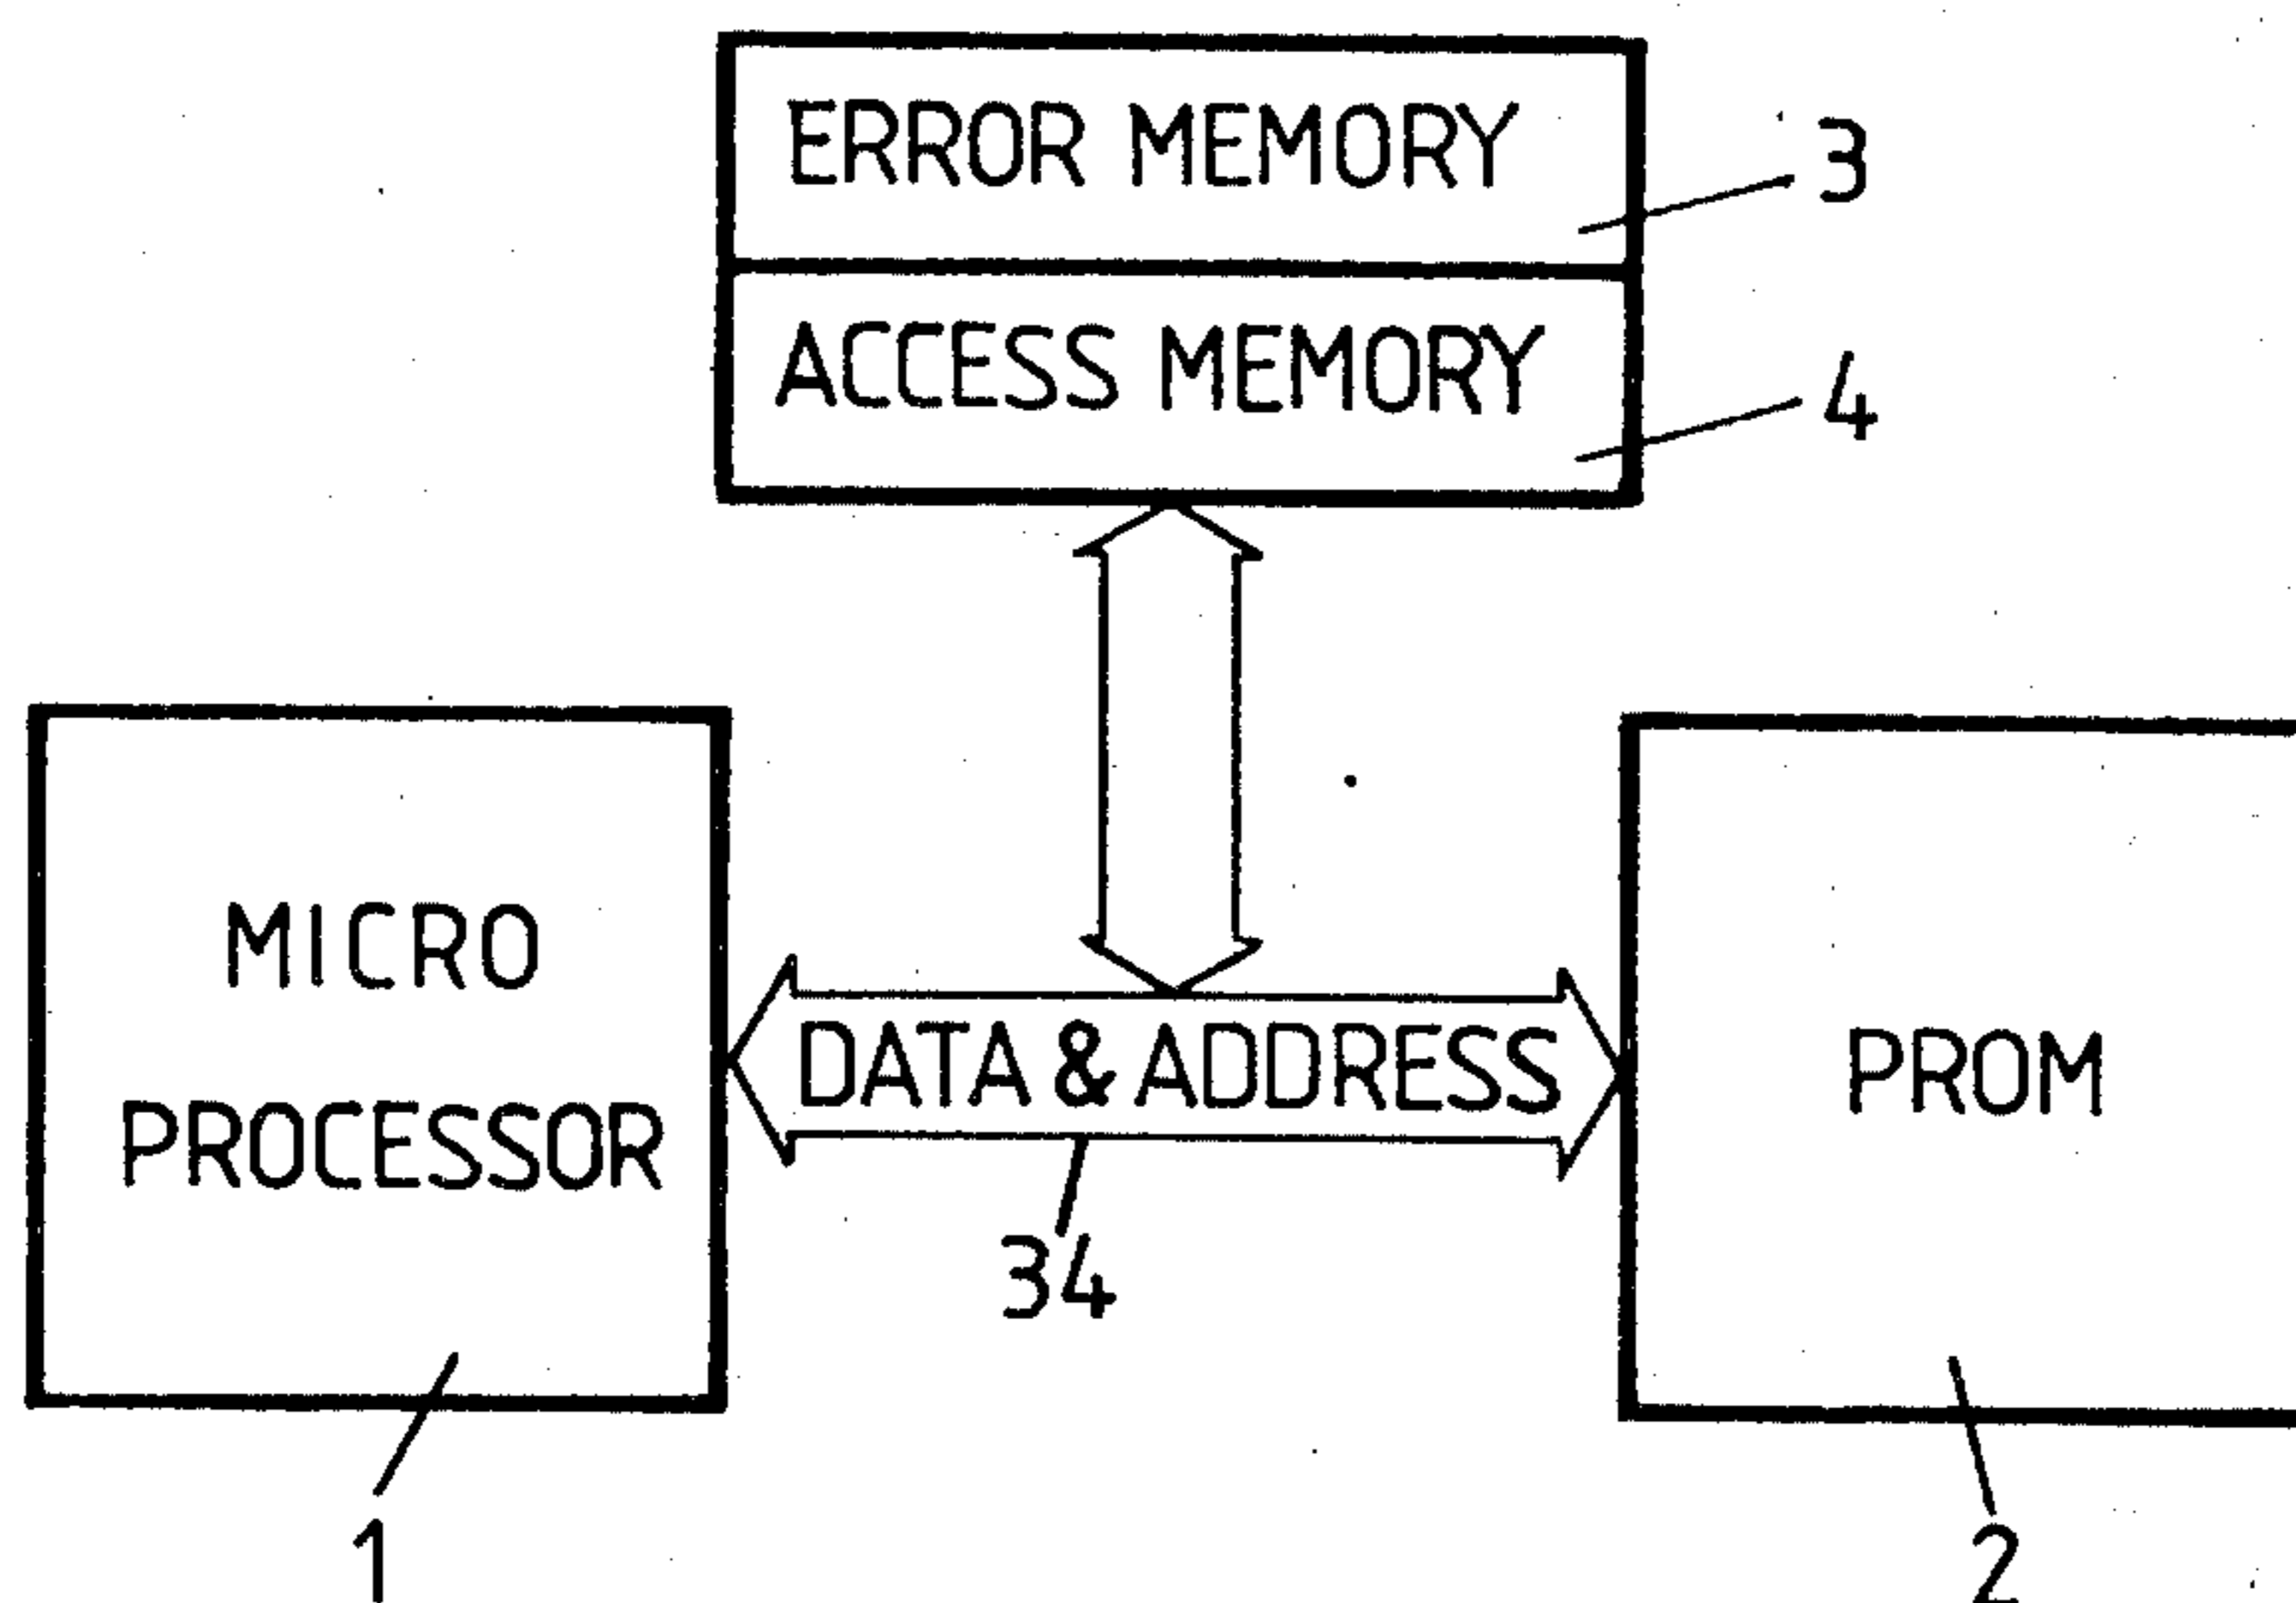 ERROR MEMORY
3
ACCESS MEMORY
4
MICRO
PROCESSOR
DATA & ADDRESS
PROM
34
1
2